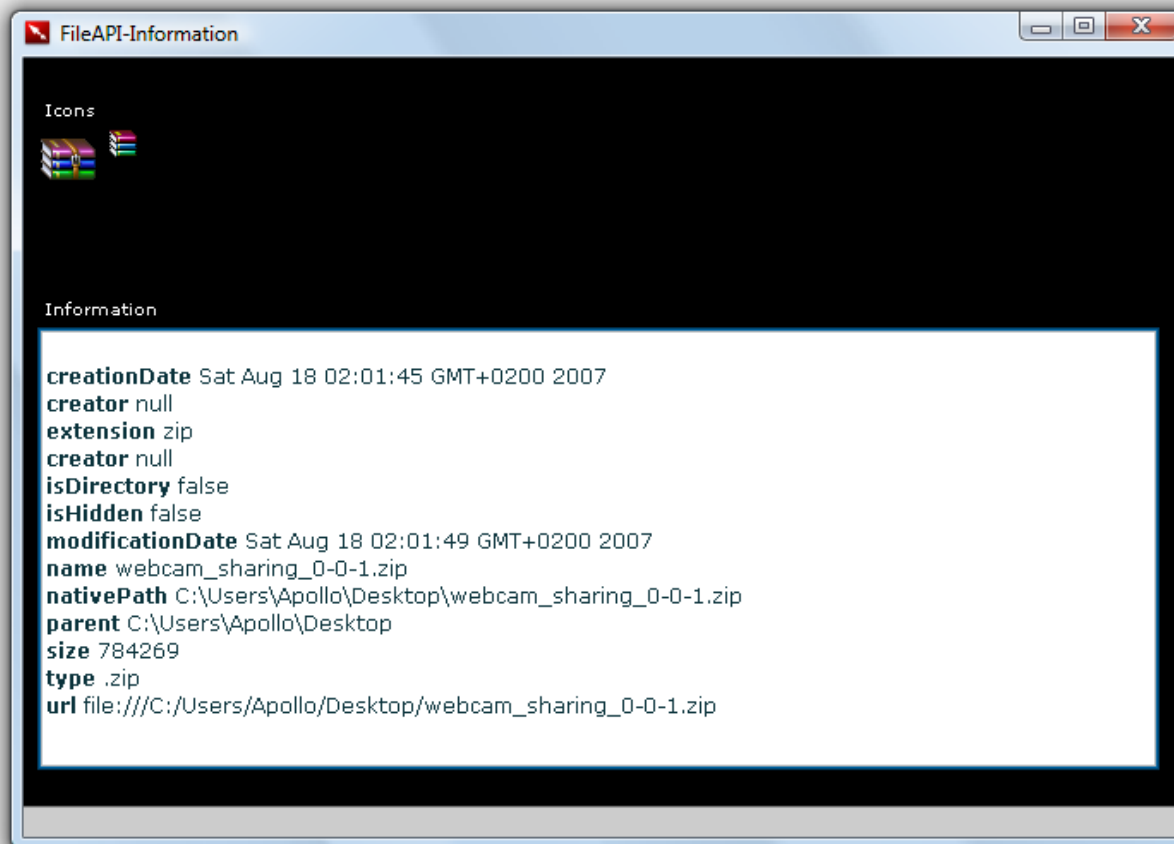 FileAPI-Information
Icons
Information
creationDate Sat Aug 18 02:01:45 GMT+0200 2007
creator null
extension zip
creator null
isDirectory false
isHidden false
modificationDate Sat Aug 18 02:01:49 GMT+0200 2007
name webcam_sharing_0-0-1.zip
nativePath C:\Users\Apollo\Desktop\webcam_sharing_0-0-1.zip
parent C:\Users\Apollo\Desktop
size 784269
type .zip
url file:///C:/Users/Apollo/Desktop/webcam_sharing_0-0-1.zip